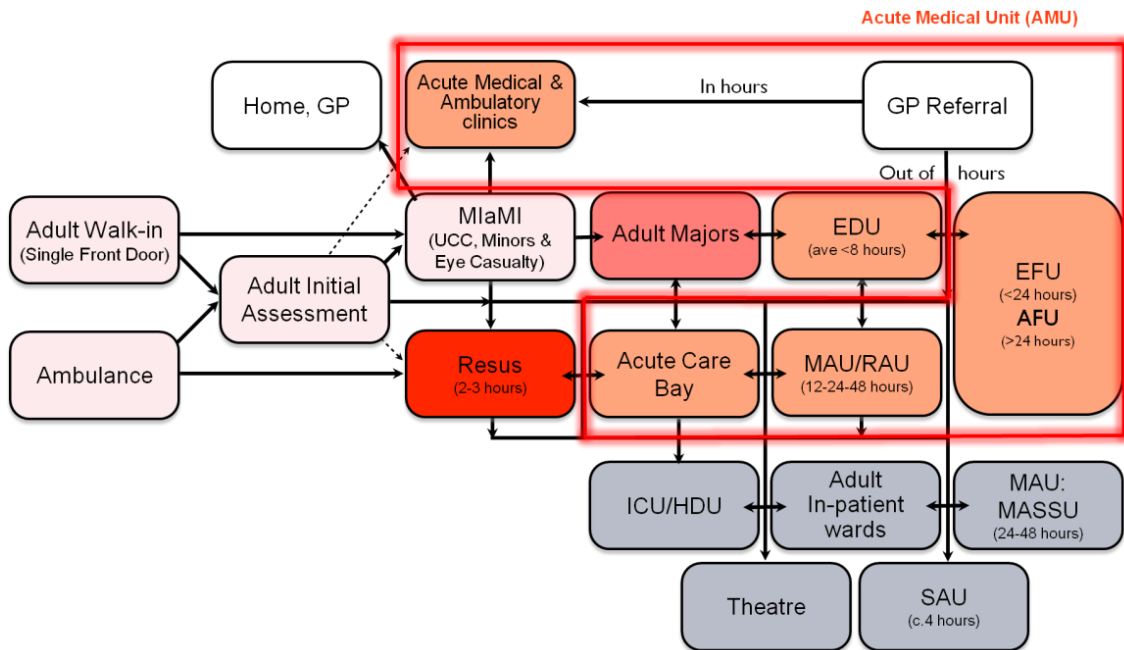 Acute Medical Unit (AMU)
Home, GP
Acute Medical &
Ambulatory
clinics
In hours
GP Referral
Out of hours
Adult Walk-in
(Single Front Door)
MIaMI
(UCC, Minors &
Eye Casualty)
Adult Majors
EDU
(ave <8 hours)
EFU
(<24 hours)
AFU
(>24 hours)
Adult Initial
Assessment
Ambulance
Resus
(2-3 hours)
Acute Care
Bay
MAU/RAU
(12-24-48 hours)
ICU/HDU
Adult
In-patient
wards
MAU:
MASSU
(24-48 hours)
Theatre
SAU
(c.4 hours)